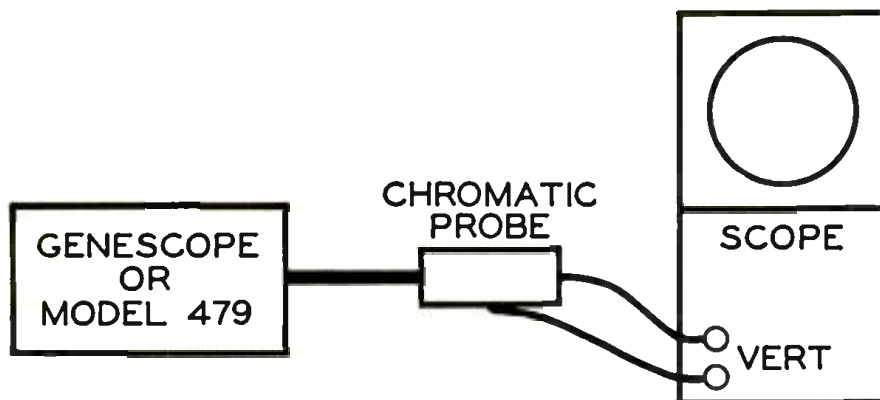 CHROMATIC
PROBE
GENESCOPE
OR
MODEL 479
SCOPE
VERT